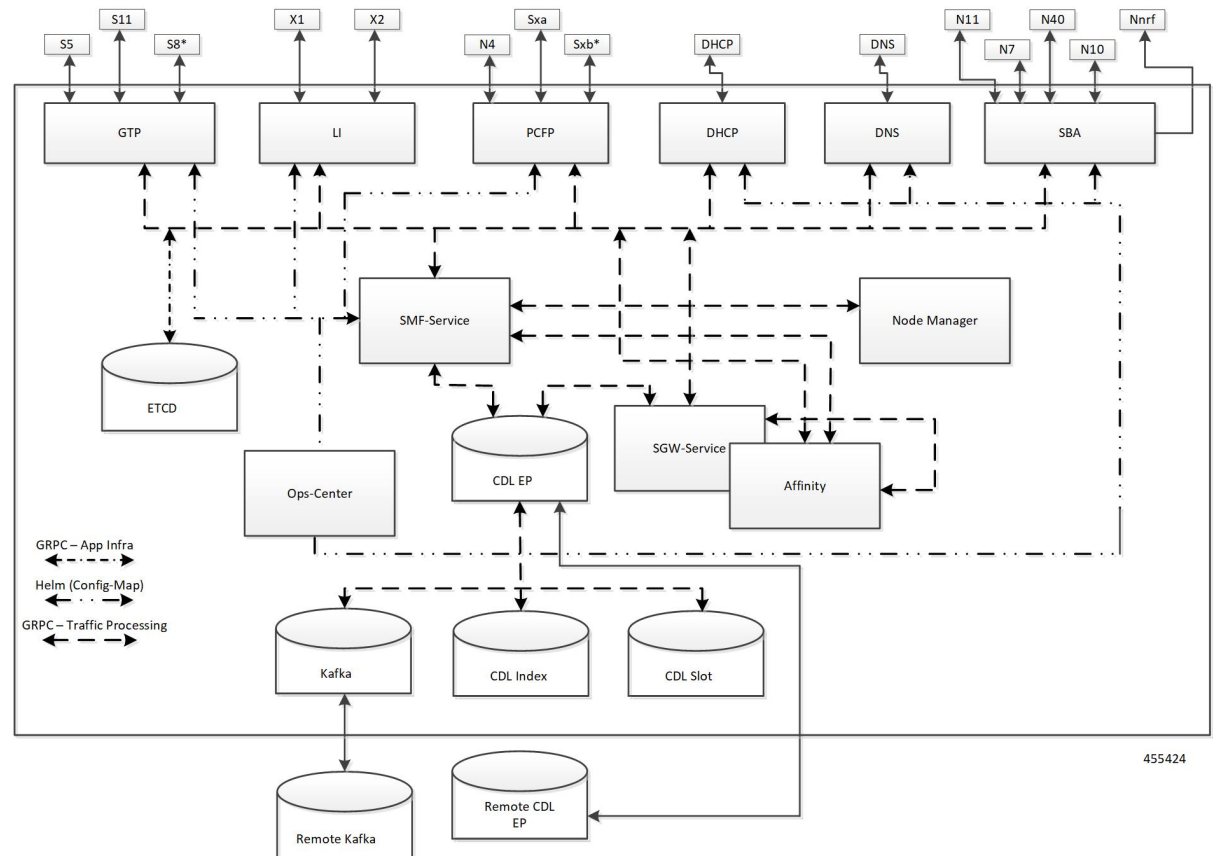 S11
X1
X2
Sxa
N11
N40
Nnrf
S5
S8*
N4
Sxb*
DHCP
DNS
N7
N10
GTP
LI
PCFP
DHCP
DNS
SBA
SMF-Service
Node Manager
ETCD
SGW-Service
CDL EP
Affinity
Ops-Center
GRPC – App Infra
Helm (Config-Map)
GRPC – Traffic Processing
Kafka
CDL Index
CDL Slot
455424
Remote CDL
EP
Remote Kafka